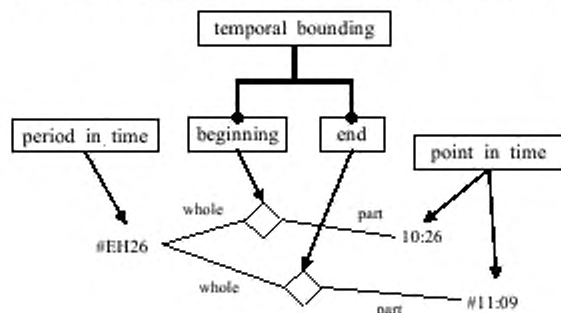 temporal bounding
period in time
beginning
end
point in time
whole
part
#EH26
10:26
whole
part
#11:09